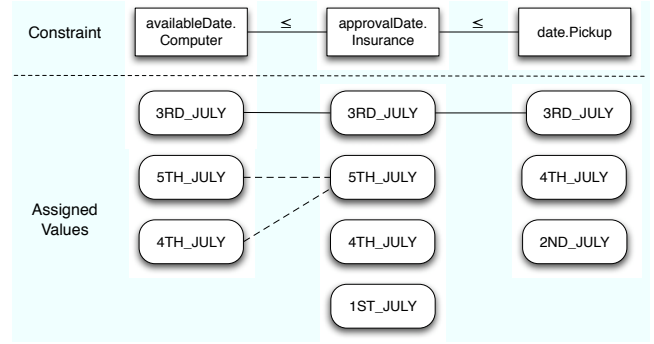 Constraint
availableDate.
Computer
≤
approvalDate.
Insurance
≤
date.Pickup
Assigned
Values
3RD_JULY
3RD_JULY
3RD_JULY
5TH_JULY
5TH_JULY
4TH_JULY
4TH_JULY
4TH_JULY
2ND_JULY
1ST_JULY